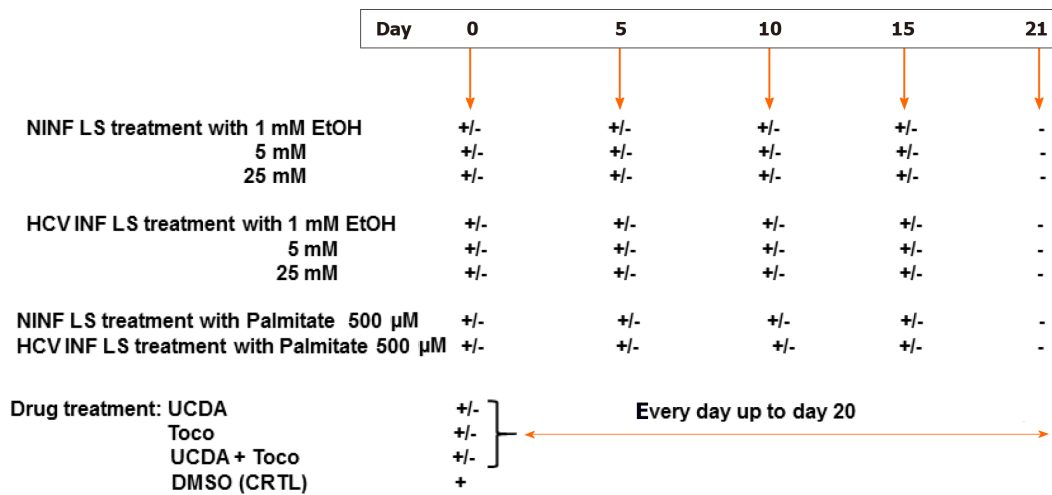 Day 0 5 10 15 21
NINF LS treatment with 1 mM EtOH +/- +/- +/- +/- -
5 mM +/- +/- +/- +/- -
25 mM +/- +/- +/- +/- -
HCV INF LS treatment with 1 mM EtOH +/- +/- +/- +/- -
5 mM +/- +/- +/- +/- -
25 mM +/- +/- +/- +/- -
NINF LS treatment with Palmitate 500 µM +/- +/- +/- +/- -
HCV INF LS treatment with Palmitate 500 µM +/- +/- +/- +/- -
Drug treatment: UCDA +/- Every day up to day 20
Toco +/-
UCDA + Toco +/-
DMSO (CRTL) +